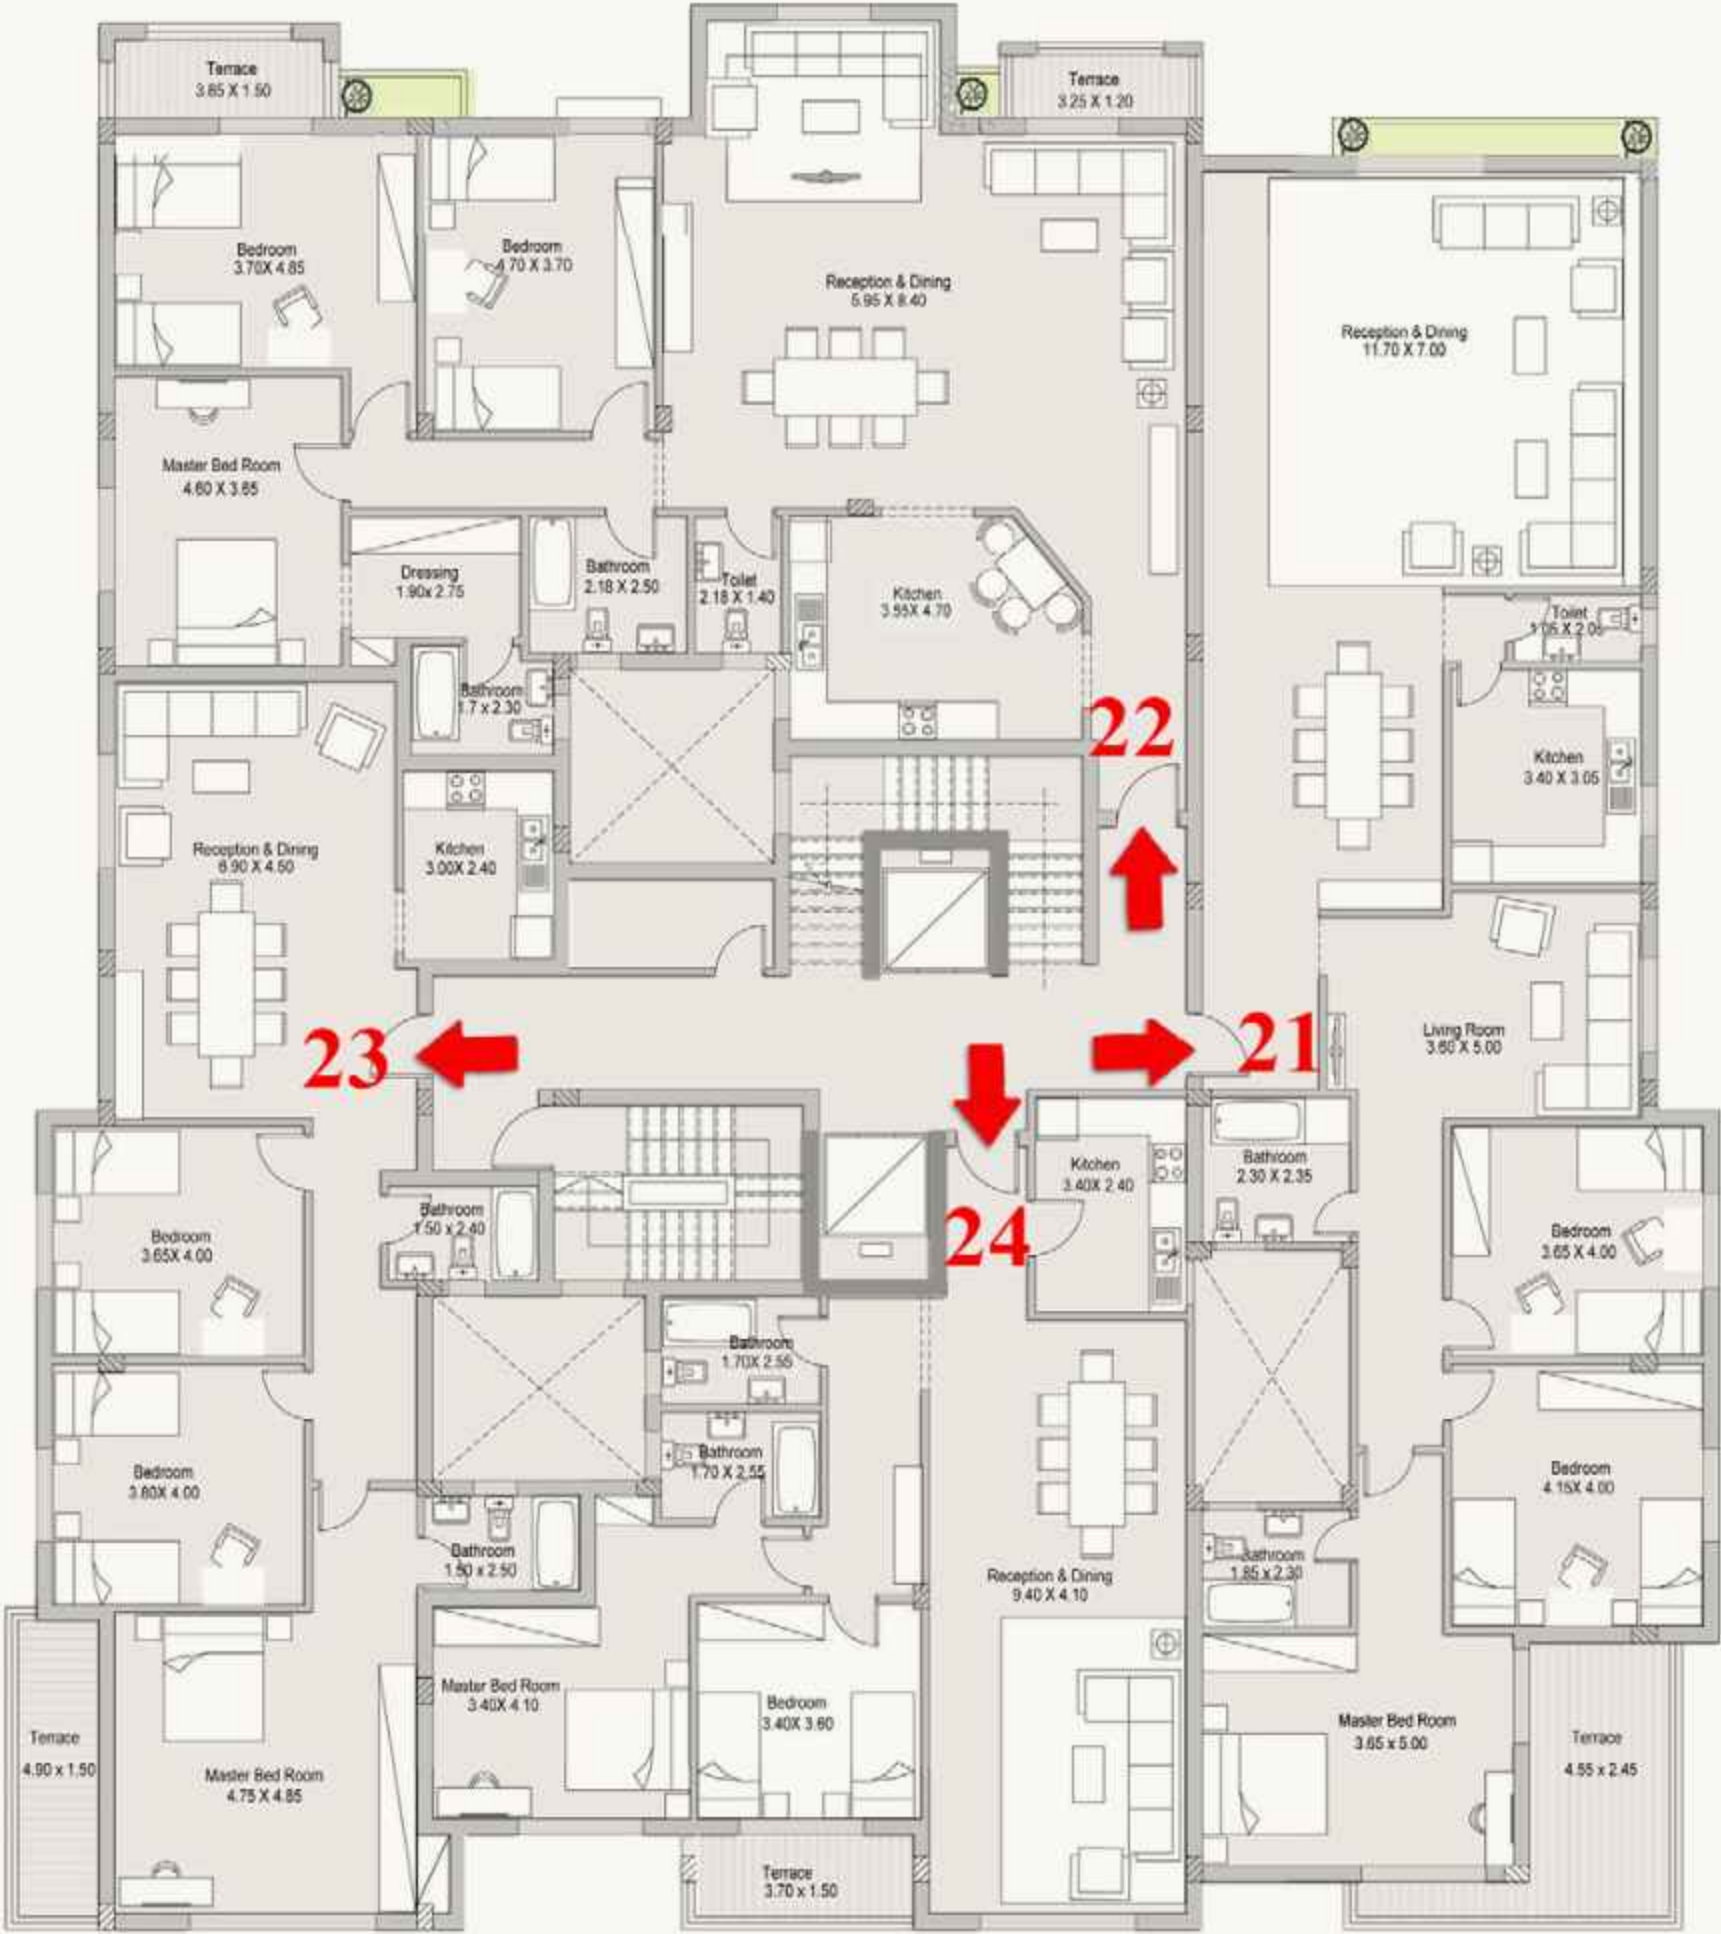 Terrace
3.85 X 1.50
Terrace
3.25 X 1.20
Bedroom
3.70X 4.85
Bedroom
4.70 X 3.70
Reception & Dining
5.95 X 8.40
Reception & Dining
11.70 X 7.00
Master Bed Room
4.60 X 3.65
Dressing
1.90x 2.75
Bathroom
2.18 X 2.50
Toilet
2.18 X 1.40
Kitchen
3.55X 4.70
Toilet
Bathroom
1.7 x 2.30
22
Kitchen
3.40 X 3.05
Reception & Dining
6.90 X 4.50
Kitchen
3.00X 2.40
23
21
Living Room
3.60 X 5.00
Kitchen
3.40X 2.40
Bathroom
2.30 X 2.35
Bathroom
1.50 x 2.40
24
Bedroom
3.65X 4.00
Bedroom
3.65 X 4.00
Bathroom
1.70X 2.55
Bathroom
1.70 X 2.55
Bedroom
3.80X 4.00
Bedroom
4.15X 4.00
Bathroom
1.50 x 2.50
Reception & Dining
9.40 X 4.10
Bathroom
1.85 x 2.30
Master Bed Room
3.40X 4.10
Bedroom
3.40X 3.60
Master Bed Room
3.65 x 5.00
Terrace
4.90 x 1.50
Terrace
4.55 x 2.45
Master Bed Room
4.75 X 4.85
Terrace
3.70 x 1.50